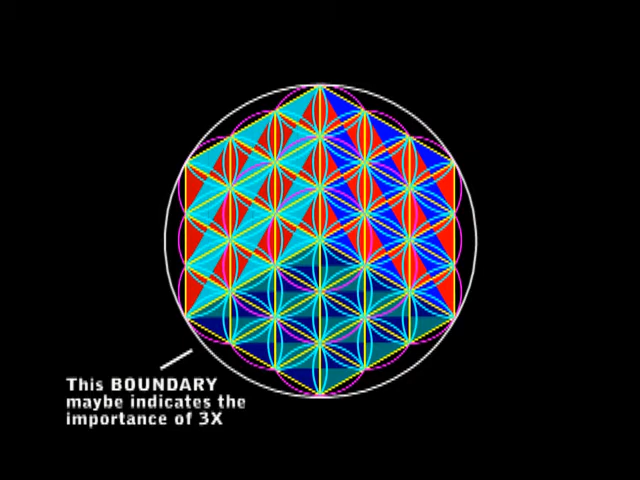 This BOUNDARY
maybe indicates the
importance of 3X